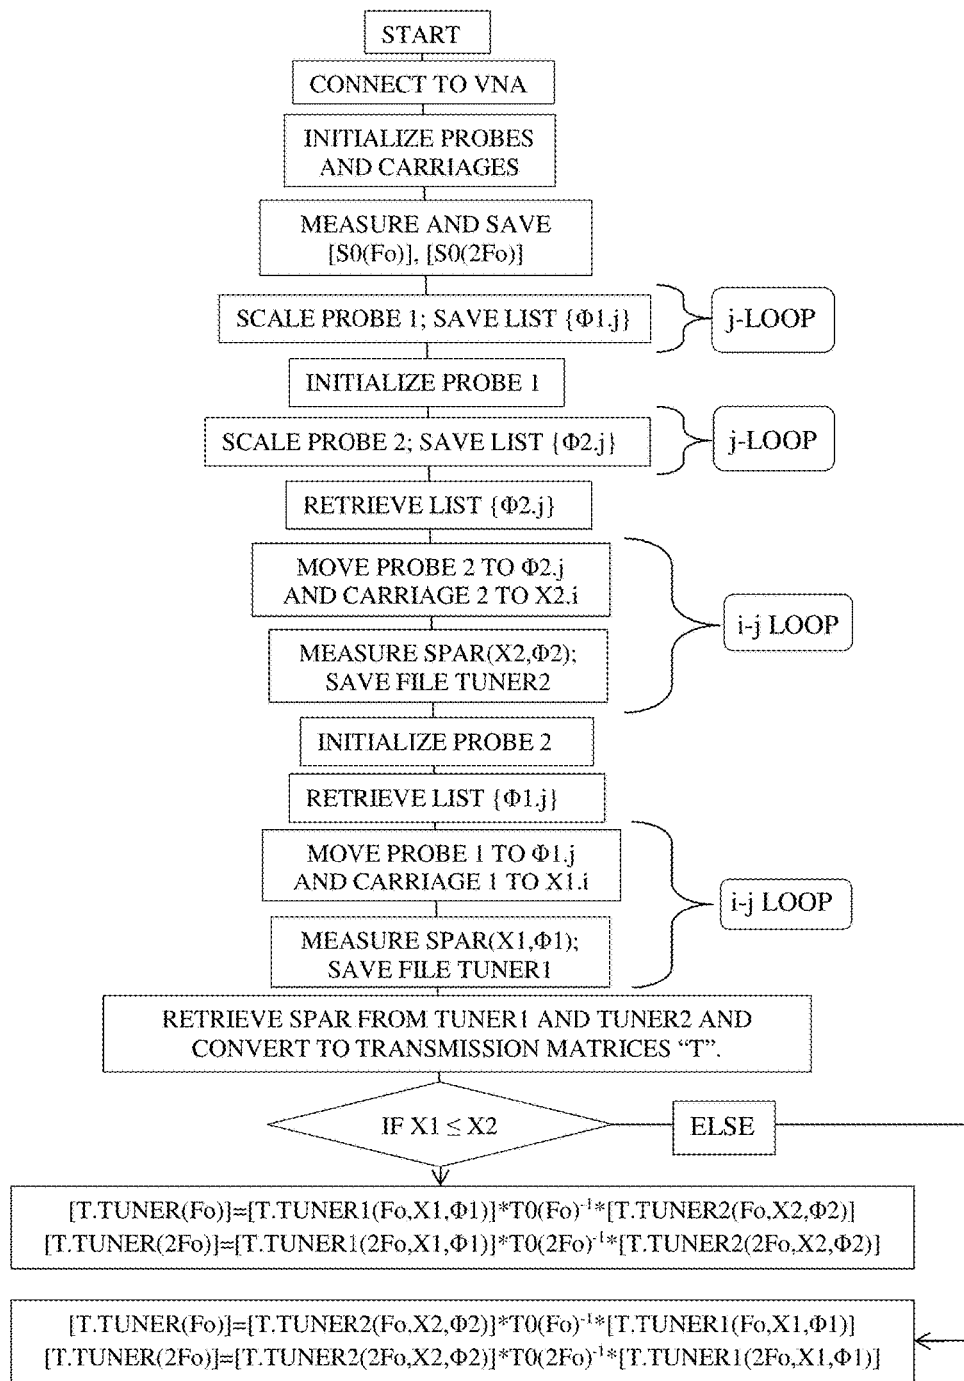 START
CONNECT TO VNA
INITIALIZE PROBES
AND CARRIAGES
MEASURE AND SAVE
[S0(Fo)], [S0(2Fo)]
SCALE PROBE 1; SAVE LIST {Φ1.j}
j-LOOP
INITIALIZE PROBE 1
SCALE PROBE 2; SAVE LIST {Φ2.j}
j-LOOP
RETRIEVE LIST {Φ2.j}
MOVE PROBE 2 TO Φ2.j
AND CARRIAGE 2 TO X2.i
i-j LOOP
MEASURE SPAR(X2,Φ2);
SAVE FILE TUNER2
INITIALIZE PROBE 2
RETRIEVE LIST {Φ1.j}
MOVE PROBE 1 TO Φ1.j
AND CARRIAGE 1 TO X1.i
i-j LOOP
MEASURE SPAR(X1,Φ1);
SAVE FILE TUNER1
RETRIEVE SPAR FROM TUNER1 AND TUNER2 AND
CONVERT TO TRANSMISSION MATRICES “T”.
IF X1 ≤ X2
ELSE
[T.TUNER(Fo)]=[T.TUNER1(Fo,X1,Φ1)]*T0(Fo)⁻¹*[T.TUNER2(Fo,X2,Φ2)]
[T.TUNER(2Fo)]=[T.TUNER1(2Fo,X1,Φ1)]*T0(2Fo)⁻¹*[T.TUNER2(2Fo,X2,Φ2)]
[T.TUNER(Fo)]=[T.TUNER2(Fo,X2,Φ2)]*T0(Fo)⁻¹*[T.TUNER1(Fo,X1,Φ1)]
[T.TUNER(2Fo)]=[T.TUNER2(2Fo,X2,Φ2)]*T0(2Fo)⁻¹*[T.TUNER1(2Fo,X1,Φ1)]